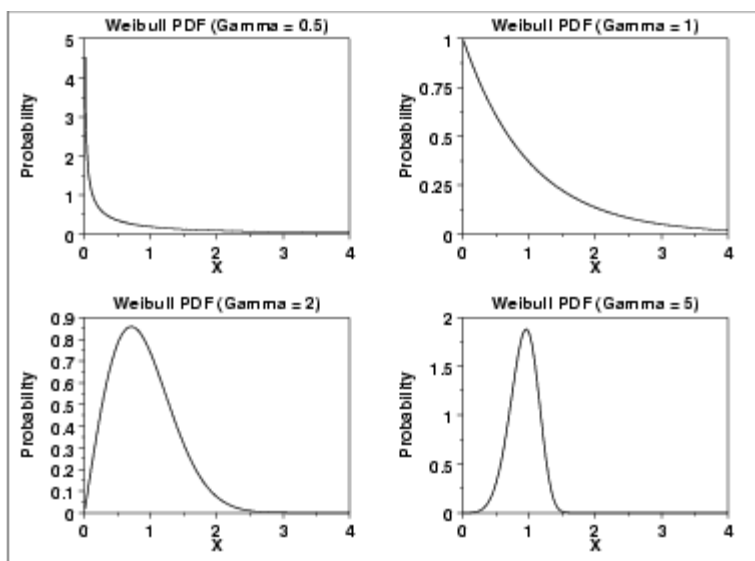 Weibull PDF (Gamma = 0.5)
5
4
3
2
1
0
Probability
0 1 2 3 4
X
Weibull PDF (Gamma = 1)
1
0.75
0.5
0.25
0
Probability
0 1 2 3 4
X
Weibull PDF (Gamma = 2)
0.9
0.8
0.7
0.6
0.5
0.4
0.3
0.2
0.1
0
Probability
0 1 2 3 4
X
Weibull PDF (Gamma = 5)
2
1.5
1
0.5
0
Probability
0 1 2 3 4
X